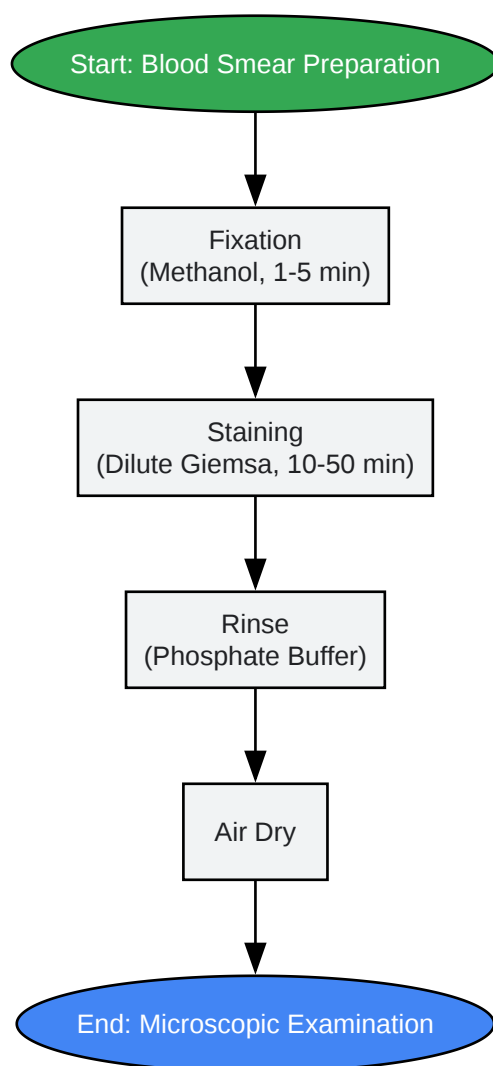 Start: Blood Smear Preparation
Fixation
(Methanol, 1-5 min)
Staining
(Dilute Giemsa, 10-50 min)
Rinse
(Phosphate Buffer)
Air Dry
End: Microscopic Examination